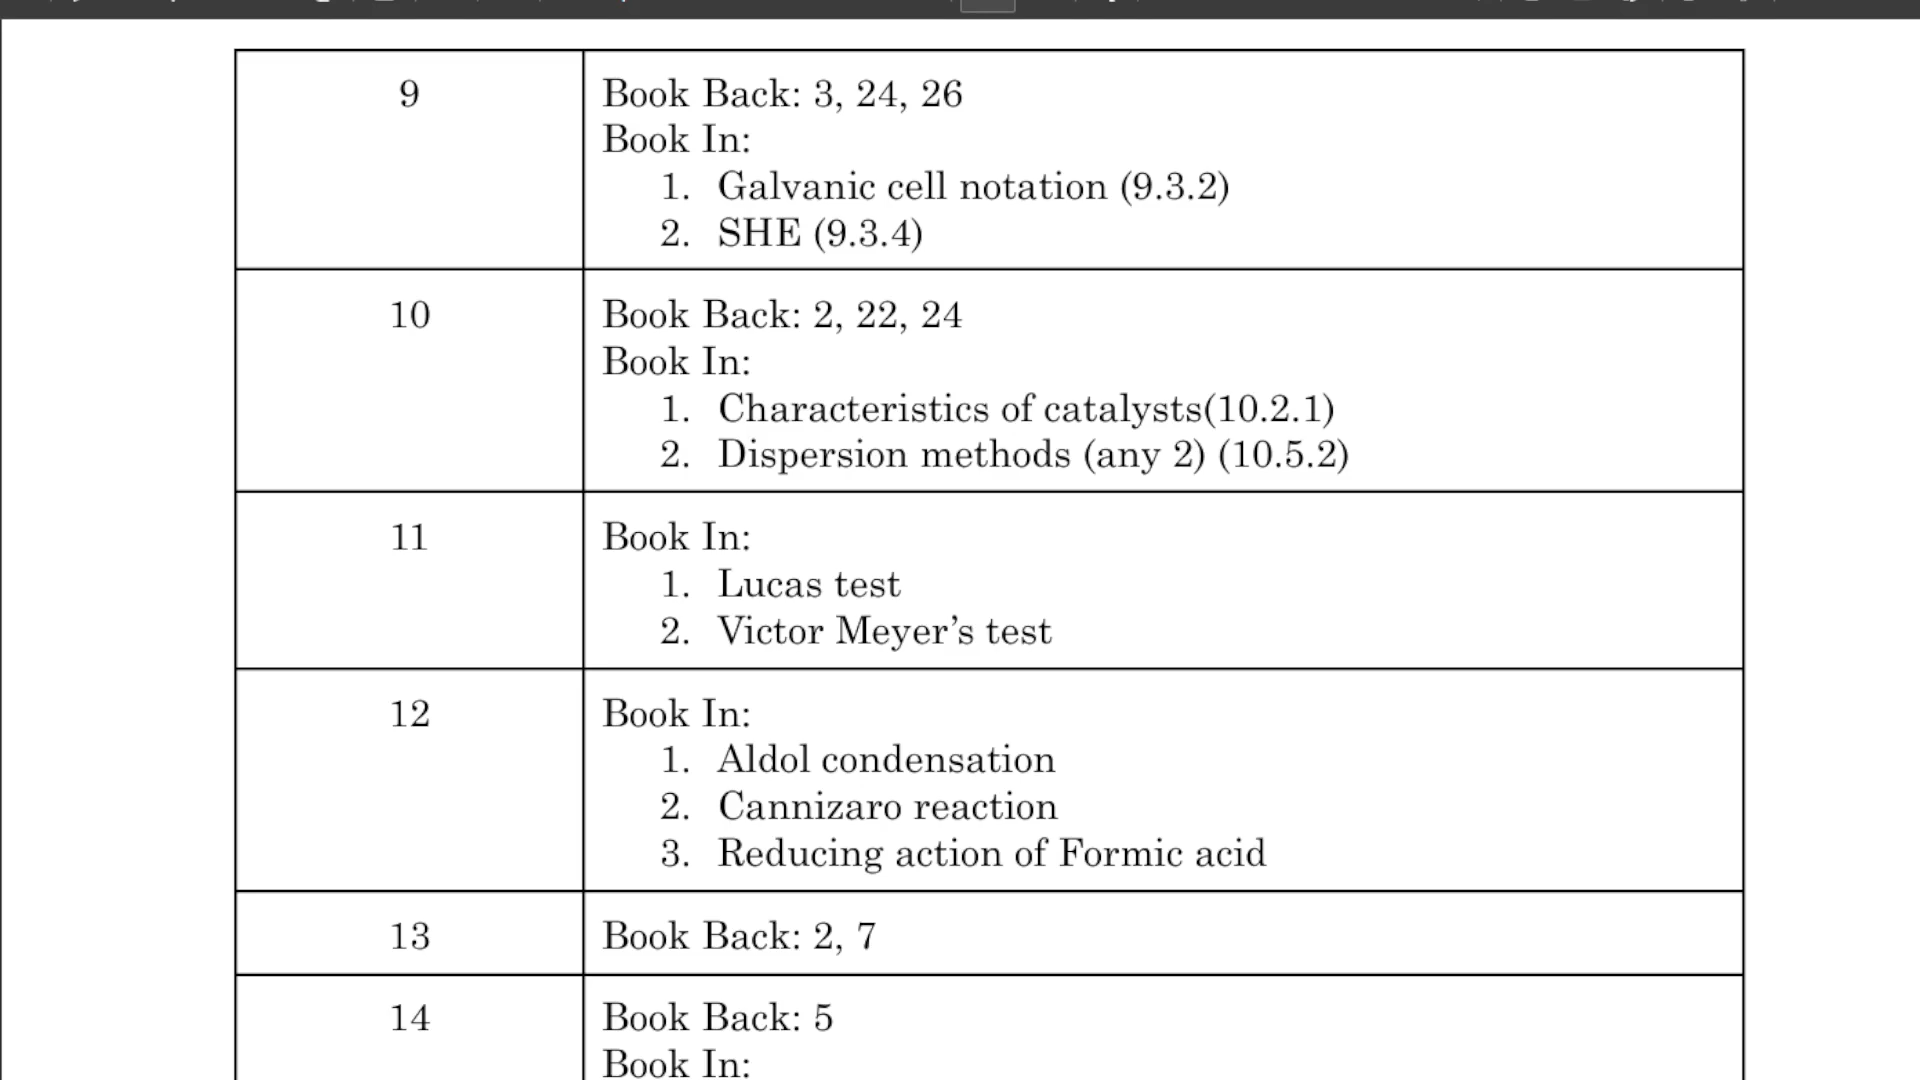 9
Book Back: 3, 24, 26
Book In:
1. Galvanic cell notation (9.3.2)
2. SHE (9.3.4)
10
Book Back: 2, 22, 24
Book In:
1. Characteristics of catalysts(10.2.1)
2. Dispersion methods (any 2) (10.5.2)
11
Book In:
1. Lucas test
2. Victor Meyer’s test
12
Book In:
1. Aldol condensation
2. Cannizaro reaction
3. Reducing action of Formic acid
13
Book Back: 2, 7
14
Book Back: 5
Book In: